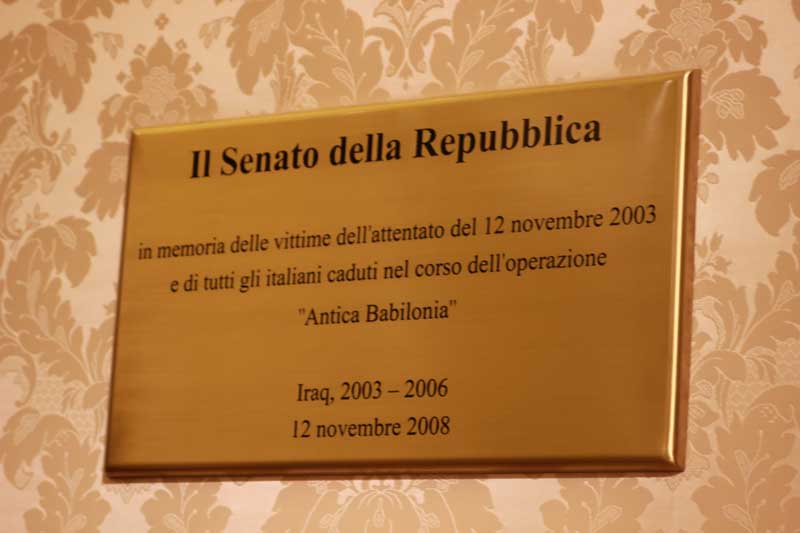 Il Senato della Repubblica
in memoria delle vittime dell'attentato del 12 novembre 2003
e di tutti gli italiani caduti nel corso dell'operazione
"Antica Babilonia"
Iraq, 2003 – 2006
12 novembre 2008